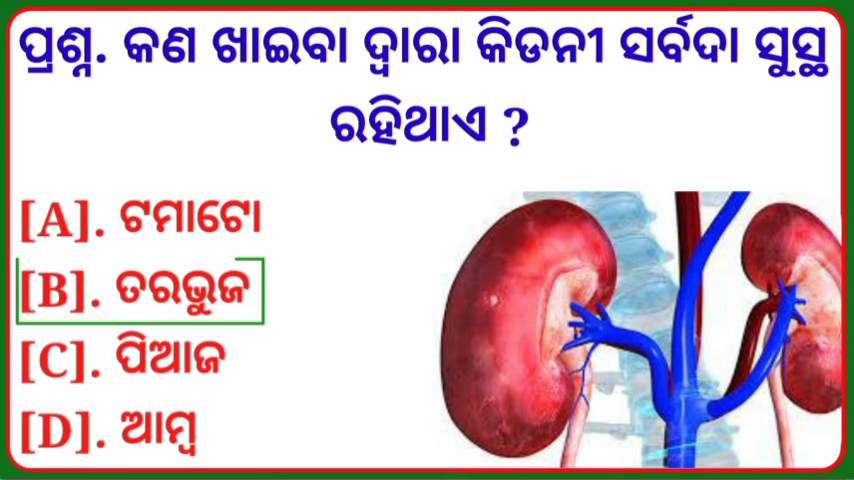 ପ୍ରଶ୍ନ. କଣ ଖାଇବା ଦ୍ୱାରା କିଡନୀ ସର୍ବଦା ସୁସ୍ଥ
ରହିଥାଏ ?
[A]. ଟମାଟୋ
[B]. ତରଭୁଜ
[C]. ପିଆଜ
[D]. ଆମ୍ବ